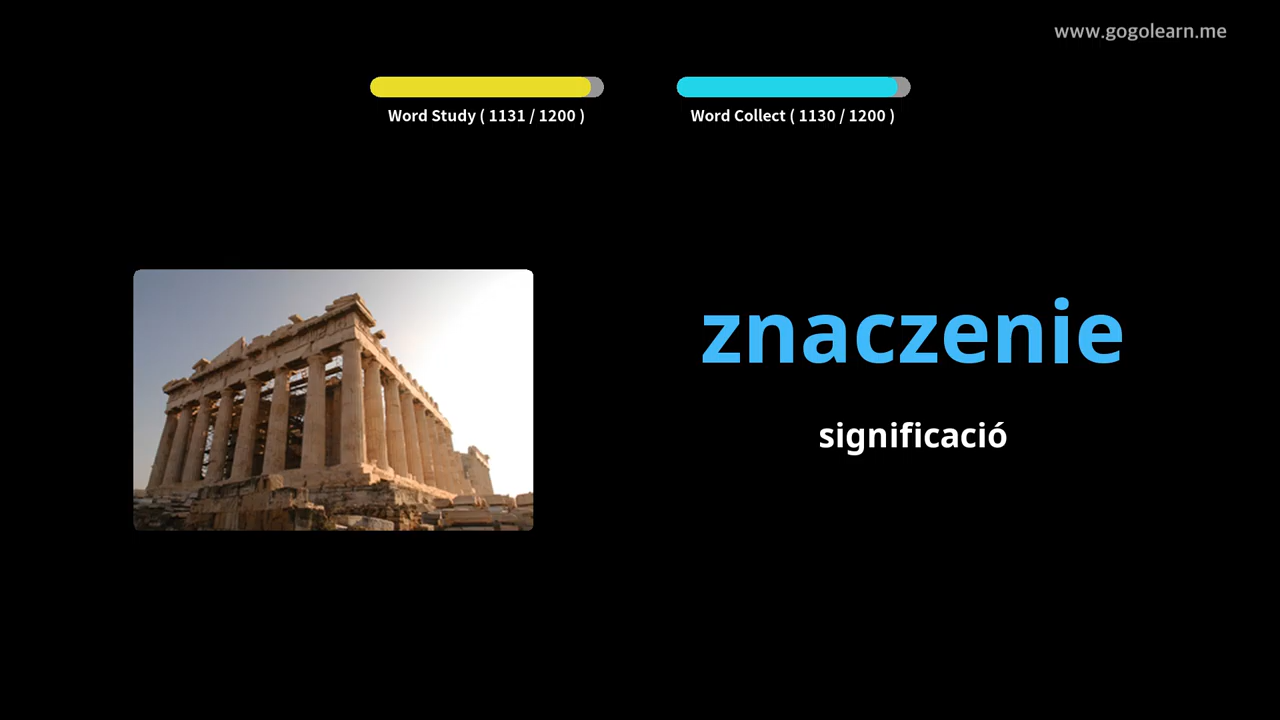 www.gogolearn.me
Word Study ( 1131 / 1200 )
Word Collect ( 1130 / 1200 )
znaczenie
significació